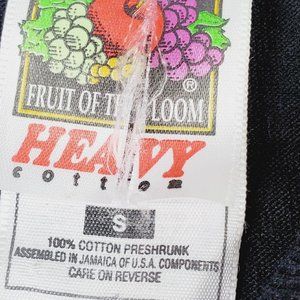 FRUIT OF THE LOOM
®
HEAVY
cotton
S
100% COTTON PRESHRUNK
ASSEMBLED IN JAMAICA OF U.S.A. COMPONENTS
CARE ON REVERSE